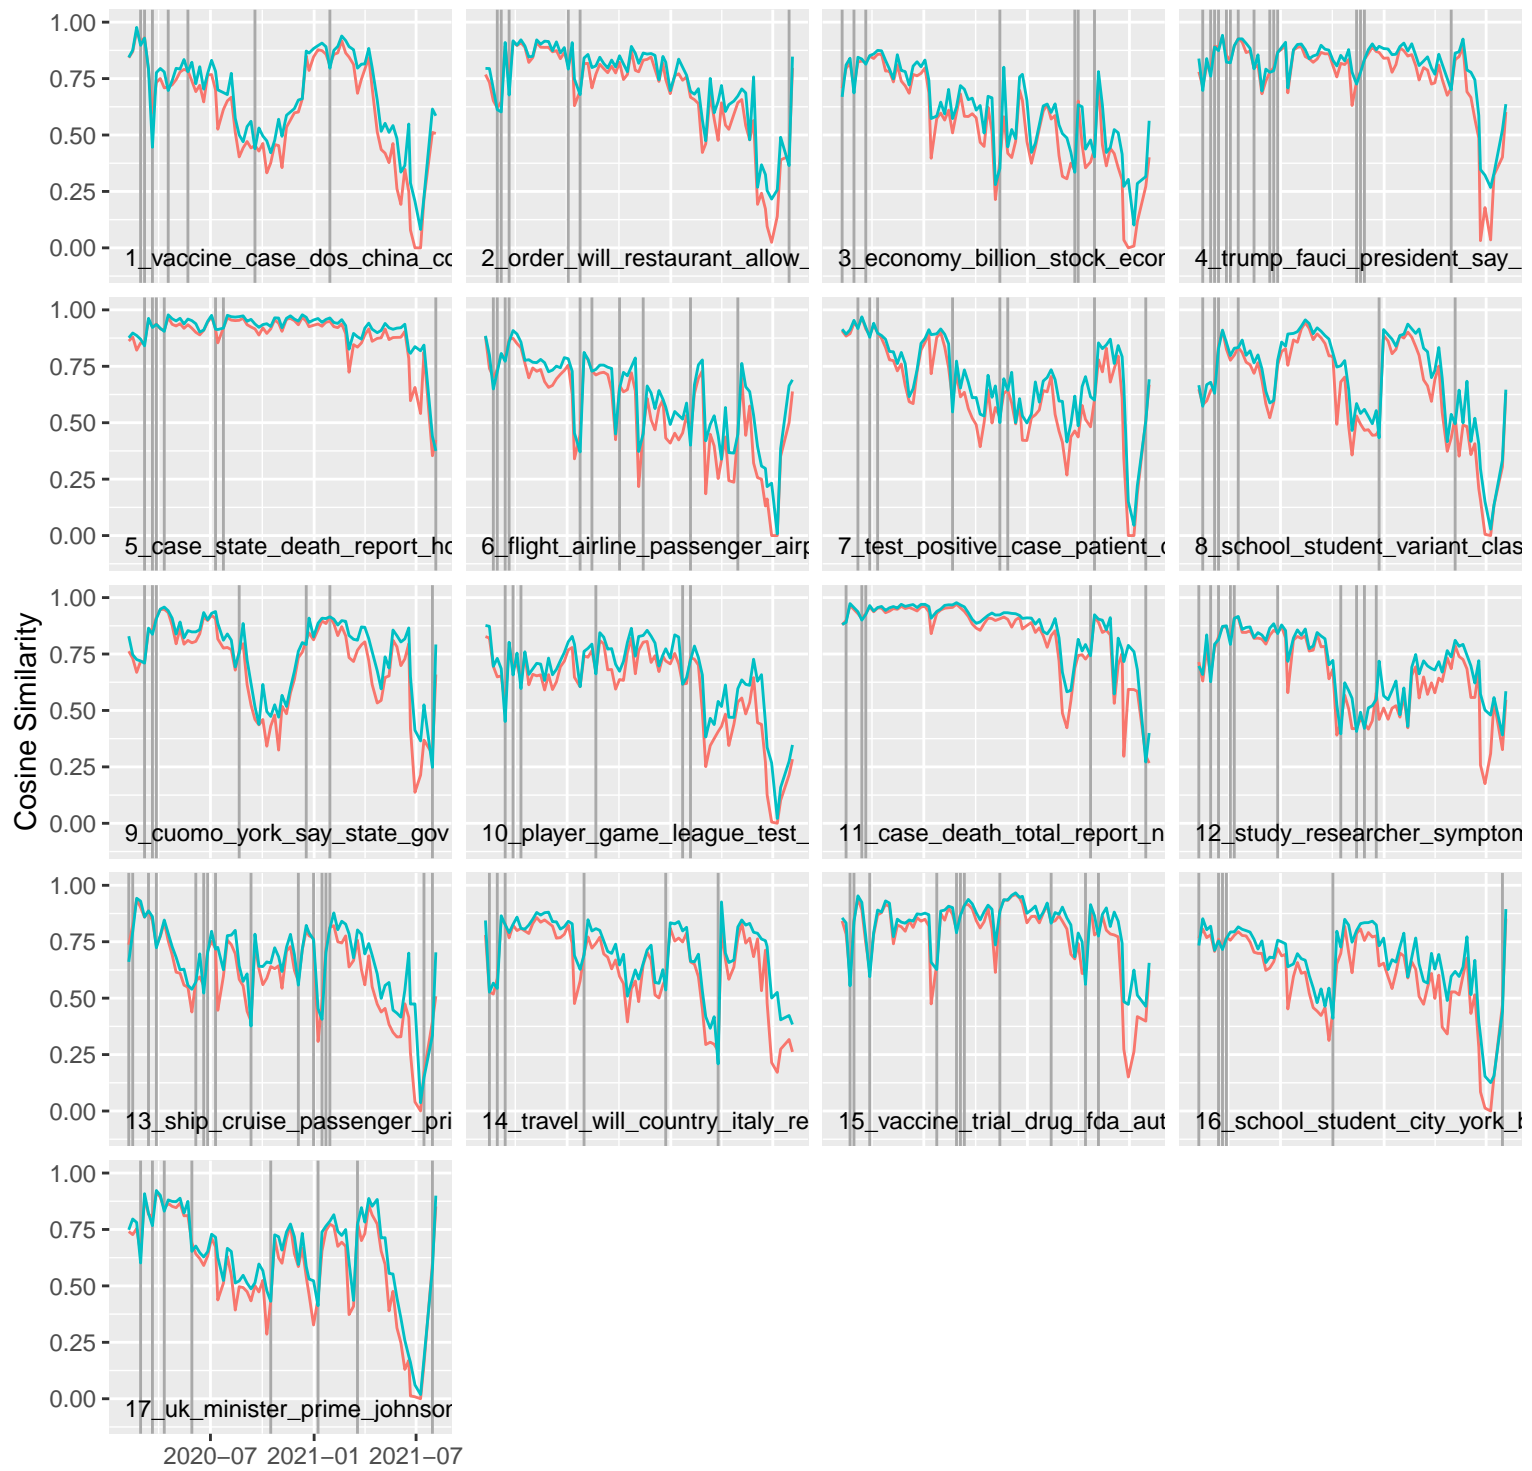 1.00
0.75
0.50
0.25
0.00
1_vaccine_case_dos_china_cc
2_order_will_restaurant_allow_
3_economy_billion_stock_ecor
4_trump_fauci_president_say_
1.00
0.75
0.50
0.25
0.00
5_case_state_death_report_hc
6_flight_airline_passenger_airp
7_test_positive_case_patient_c
8_school_student_variant_clas
Cosine Similarity
1.00
0.75
0.50
0.25
0.00
9_cuomo_york_say_state_gov
10_player_game_league_test_
11_case_death_total_report_n
12_study_researcher_symptom
1.00
0.75
0.50
0.25
0.00
13_ship_cruise_passenger_pri
14_travel_will_country_italy_re
15_vaccine_trial_drug_fda_aut
16_school_student_city_york_b
1.00
0.75
0.50
0.25
0.00
17_uk_minister_prime_johnson
2020−07 2021−01 2021−07